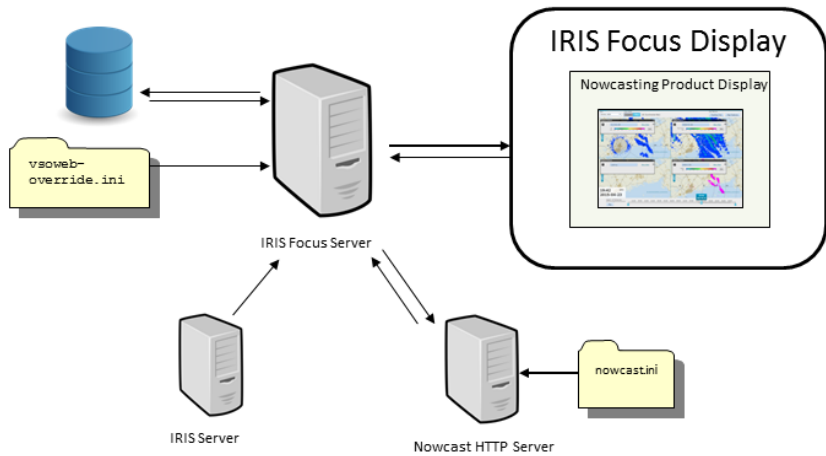 IRIS Focus Display
Nowcasting Product Display
vsoweb-
override.ini
IRIS Focus Server
nowcast.ini
IRIS Server
Nowcast HTTP Server